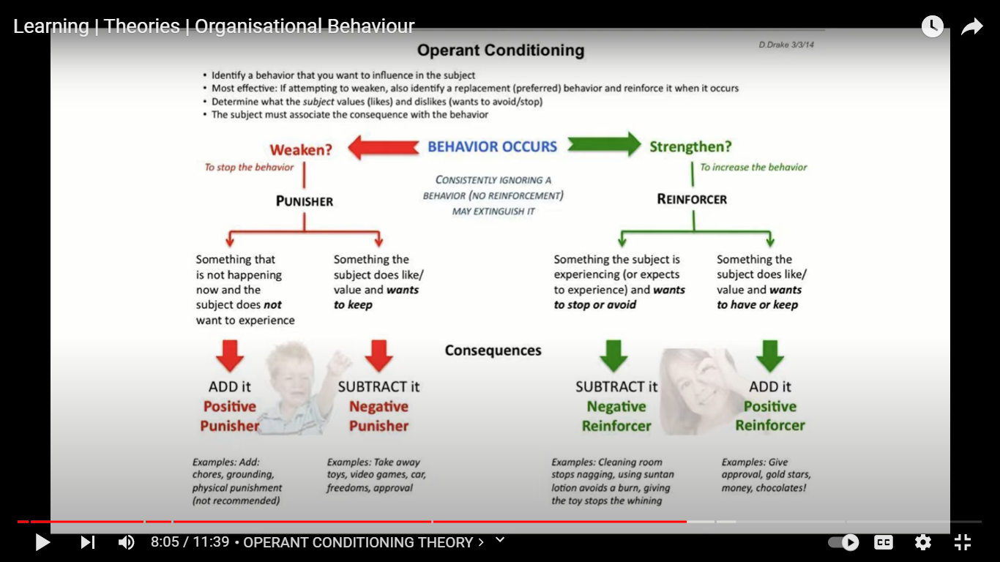 Learning | Theories | Organisational Behaviour
D.Drake 3/3/14
Operant Conditioning
• Identify a behavior that you want to influence in the subject
• Most effective: If attempting to weaken, also identify a replacement (preferred) behavior and reinforce it when it occurs
• Determine what the subject values (likes) and dislikes (wants to avoid/stop)
• The subject must associate the consequence with the behavior
Weaken?
BEHAVIOR OCCURS
Strengthen?
To stop the behavior
To increase the behavior
CONSISTENTLY IGNORING A
BEHAVIOR (NO REINFORCEMENT)
MAY EXTINGUISH IT
PUNISHER
REINFORCER
Something that
is not happening
now and the
subject does not
want to experience
Something the
subject does like/
value and wants
to keep
Something the subject is
experiencing (or expects
to experience) and wants
to stop or avoid
Something the
subject does like/
value and wants
to have or keep
Consequences
ADD it
Positive
Punisher
SUBTRACT it
Negative
Punisher
SUBTRACT it
Negative
Reinforcer
ADD it
Positive
Reinforcer
Examples: Add:
chores, grounding,
physical punishment
(not recommended)
Examples: Take away
toys, video games, car,
freedoms, approval
Examples: Cleaning room
stops nagging, using suntan
lotion avoids a burn, giving
the toy stops the whining
Examples: Give
approval, gold stars,
money, chocolates!
8:05 / 11:39 • OPERANT CONDITIONING THEORY >
CC